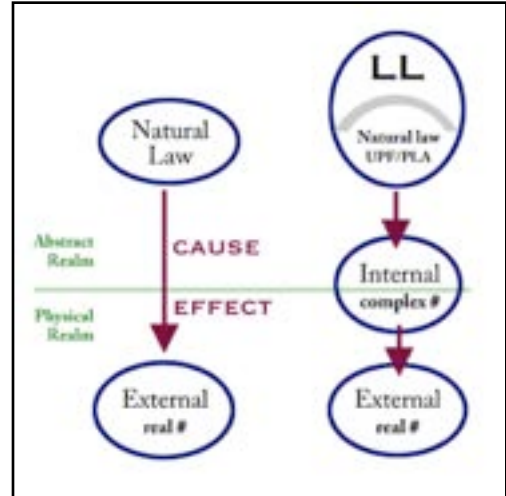 LL
Natural
Law
Natural law
UPF/PLA
Abstract
Realm
CAUSE
Internal
complex #
Physical
Realm
EFFECT
External
real #
External
real #